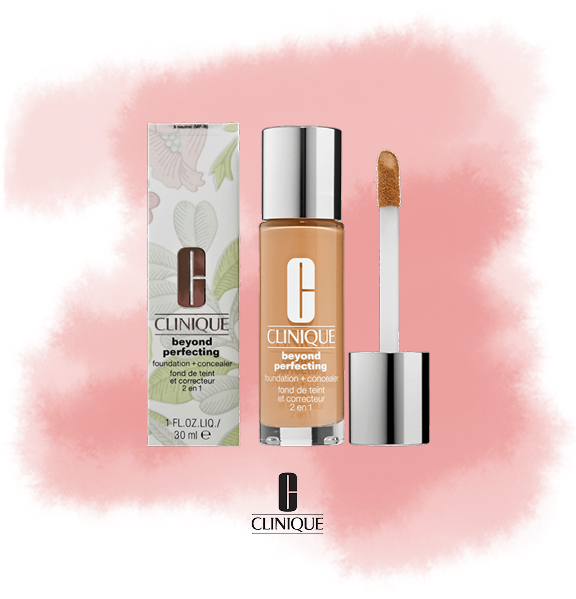 CLINIQUE
beyond
perfecting
foundation + concealer
fond de teint
et correcteur
2 en 1
1 FL.OZ.LIQ./
30 ml e
CLINIQUE
beyond
perfecting
foundation + concealer
fond de teint
et correcteur
2 en 1
CLINIQUE